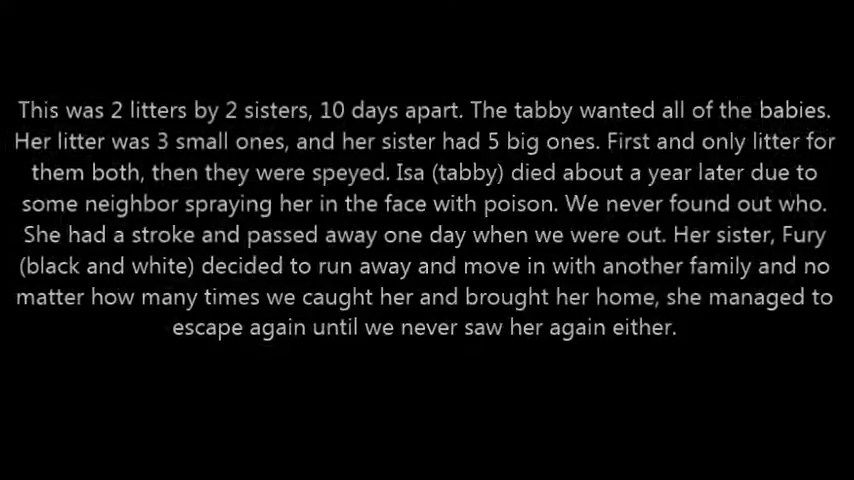 This was 2 litters by 2 sisters, 10 days apart. The tabby wanted all of the babies.
Her litter was 3 small ones, and her sister had 5 big ones. First and only litter for
them both, then they were speyed. Isa (tabby) died about a year later due to
some neighbor spraying her in the face with poison. We never found out who.
She had a stroke and passed away one day when we were out. Her sister, Fury
(black and white) decided to run away and move in with another family and no
matter how many times we caught her and brought her home, she managed to
escape again until we never saw her again either.